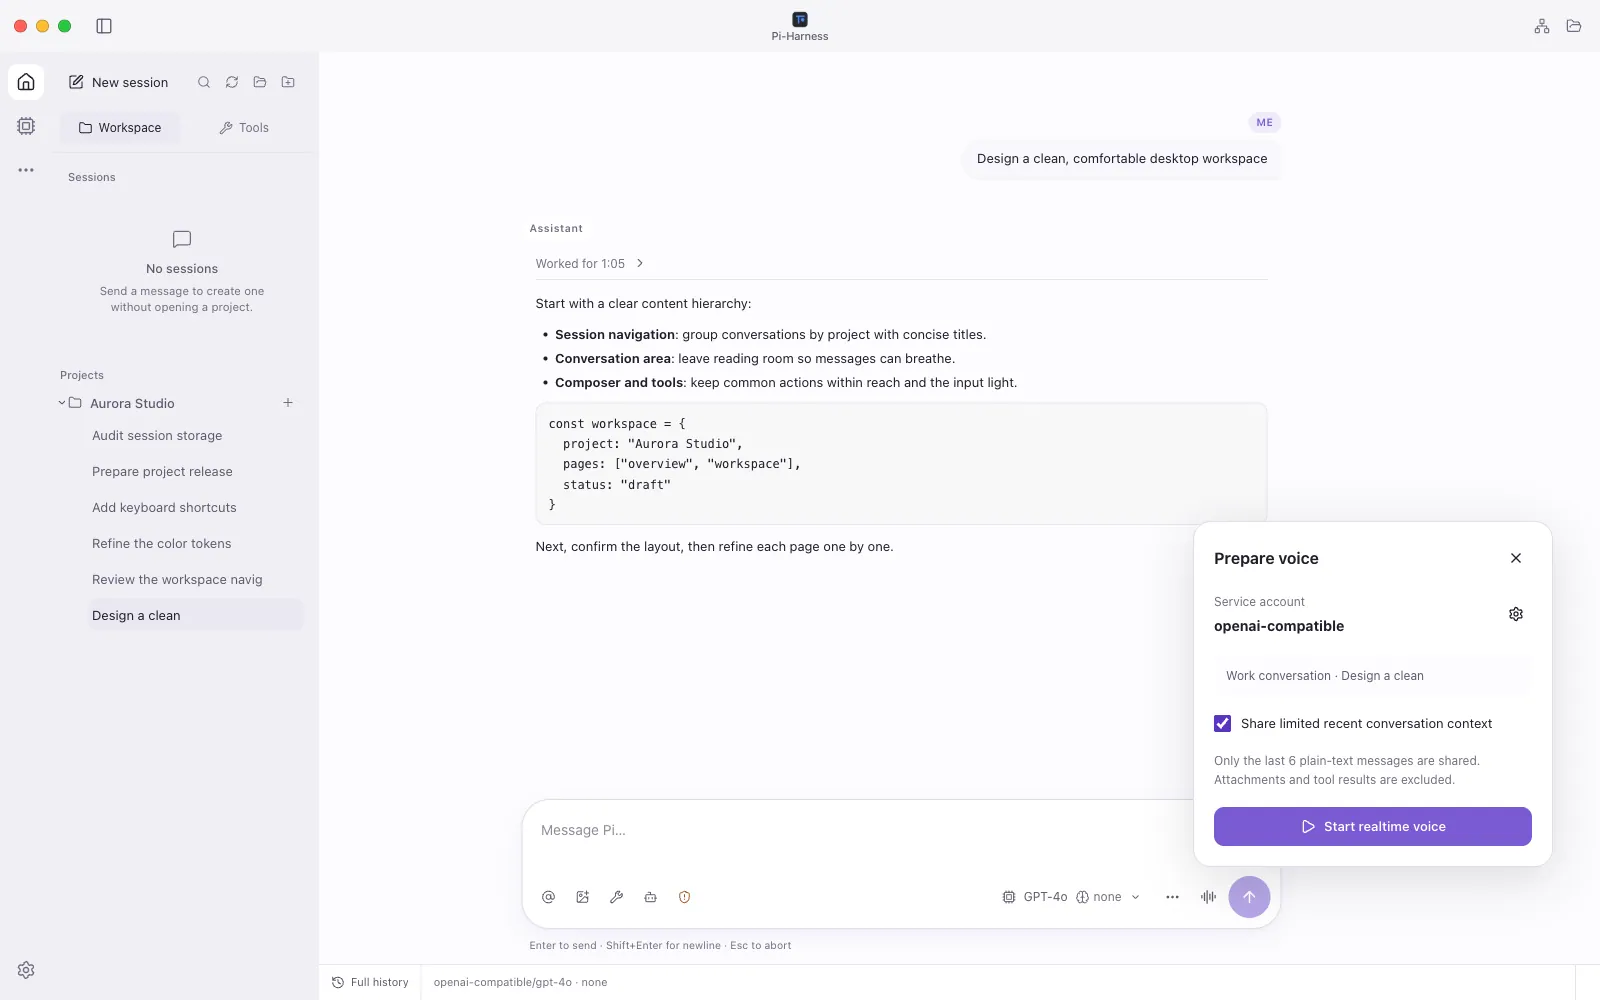 Pi-Harness
New session
Workspace
Tools
Sessions
No sessions
Send a message to create one
without opening a project.
Projects
Aurora Studio
Audit session storage
Prepare project release
Add keyboard shortcuts
Refine the color tokens
Review the workspace navig
Design a clean
ME
Design a clean, comfortable desktop workspace
Assistant
Worked for 1:05
Start with a clear content hierarchy:
• Session navigation: group conversations by project with concise titles.
• Conversation area: leave reading room so messages can breathe.
• Composer and tools: keep common actions within reach and the input light.
const workspace = {
  project: "Aurora Studio",
  pages: ["overview", "workspace"],
  status: "draft"
}
Next, confirm the layout, then refine each page one by one.
Prepare voice
Service account
openai-compatible
Work conversation · Design a clean
Share limited recent conversation context
Only the last 6 plain-text messages are shared.
Attachments and tool results are excluded.
Start realtime voice
Message Pi...
GPT-4o
none
Enter to send · Shift+Enter for newline · Esc to abort
Full history
openai-compatible/gpt-4o · none